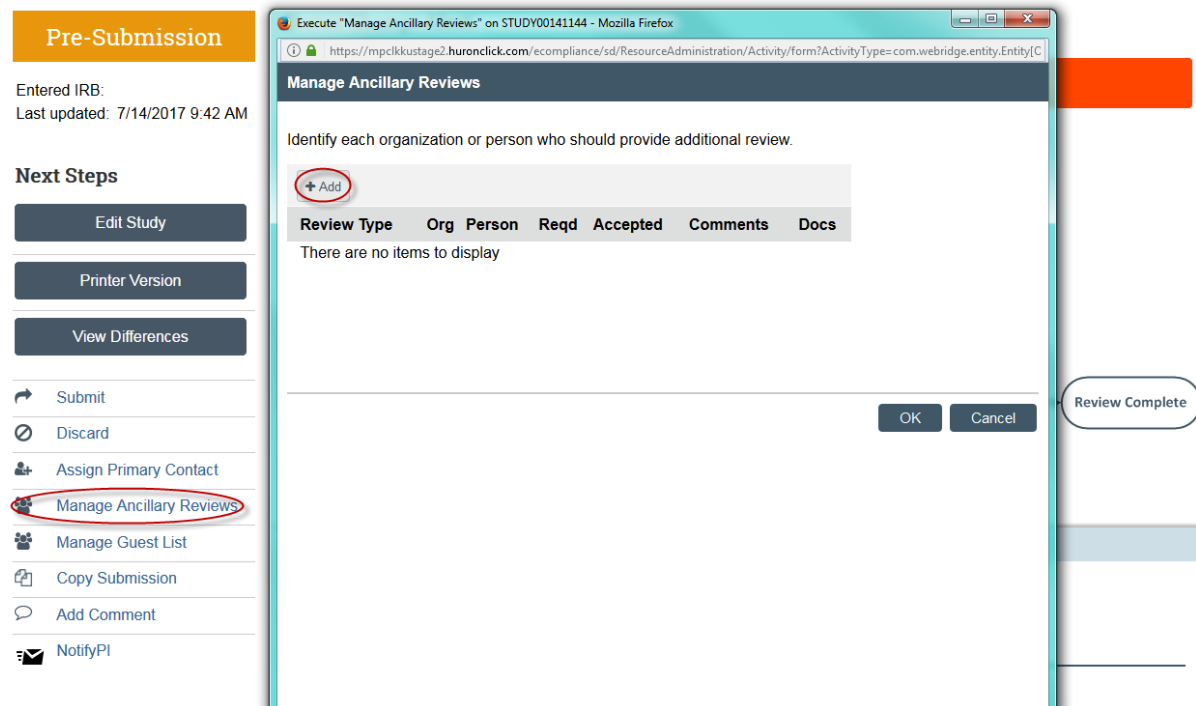 Pre-Submission
Entered IRB:
Last updated: 7/14/2017 9:42 AM
Next Steps
Edit Study
Printer Version
View Differences
Submit
Discard
Assign Primary Contact
Manage Ancillary Reviews
Manage Guest List
Copy Submission
Add Comment
NotifyPI
Execute "Manage Ancillary Reviews" on STUDY00141144 - Mozilla Firefox
https://mpclkkustage2.huronclick.com/ecompliance/sd/ResourceAdministration/Activity/form?ActivityType=com.webridge.entity.Entity[C
Manage Ancillary Reviews
Identify each organization or person who should provide additional review.
+ Add
Review Type Org Person Reqd Accepted Comments Docs
There are no items to display
OK Cancel
Review Complete